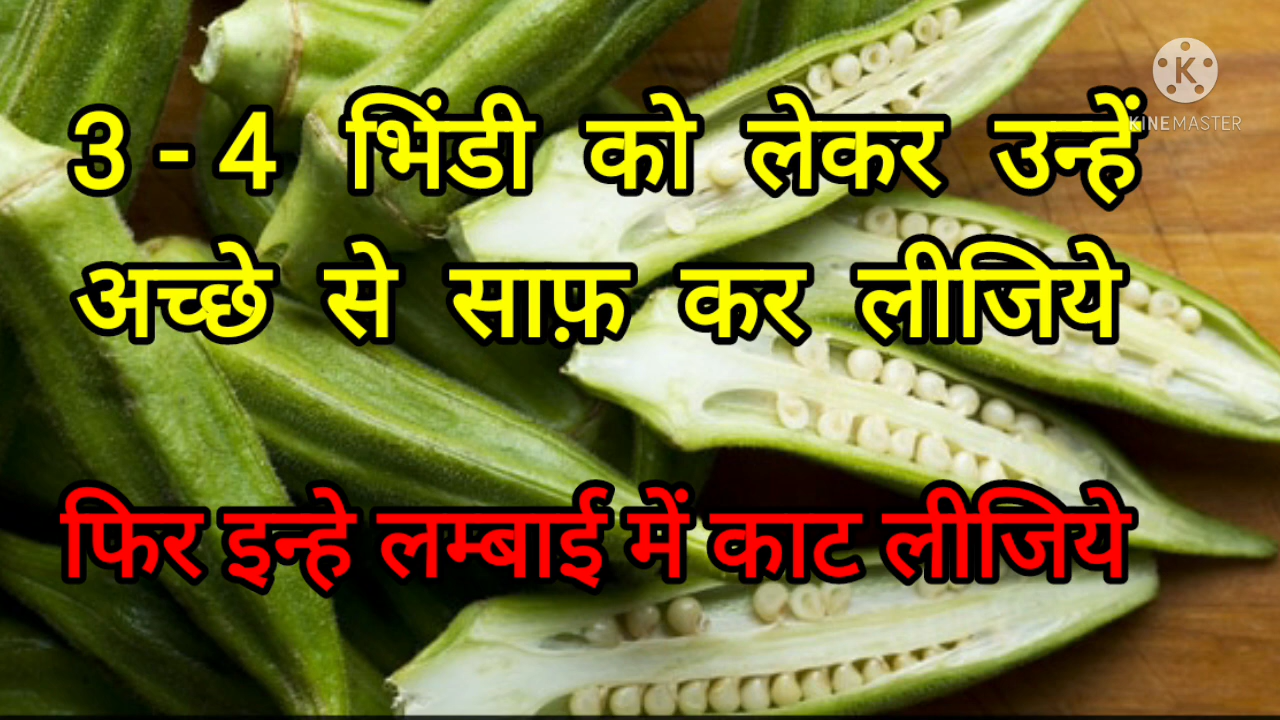 K
KINEMASTER
3 - 4 भिंडी को लेकर उन्हें
अच्छे से साफ़ कर लीजिये
फिर इन्हे लम्बाई में काट लीजिये